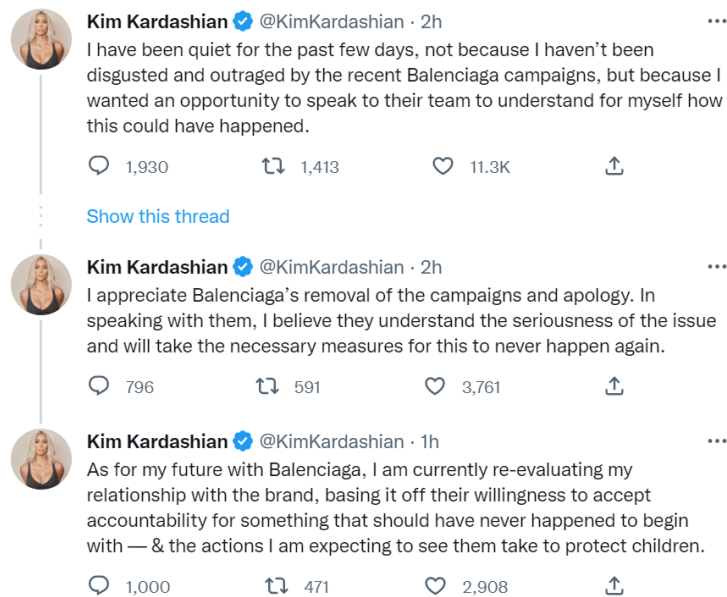 Kim Kardashian @KimKardashian · 2h
I have been quiet for the past few days, not because I haven’t been
disgusted and outraged by the recent Balenciaga campaigns, but because I
wanted an opportunity to speak to their team to understand for myself how
this could have happened.
1,930 1,413 11.3K
Show this thread
Kim Kardashian @KimKardashian · 2h
I appreciate Balenciaga’s removal of the campaigns and apology. In
speaking with them, I believe they understand the seriousness of the issue
and will take the necessary measures for this to never happen again.
796 591 3,761
Kim Kardashian @KimKardashian · 1h
As for my future with Balenciaga, I am currently re-evaluating my
relationship with the brand, basing it off their willingness to accept
accountability for something that should have never happened to begin
with — & the actions I am expecting to see them take to protect children.
1,000 471 2,908